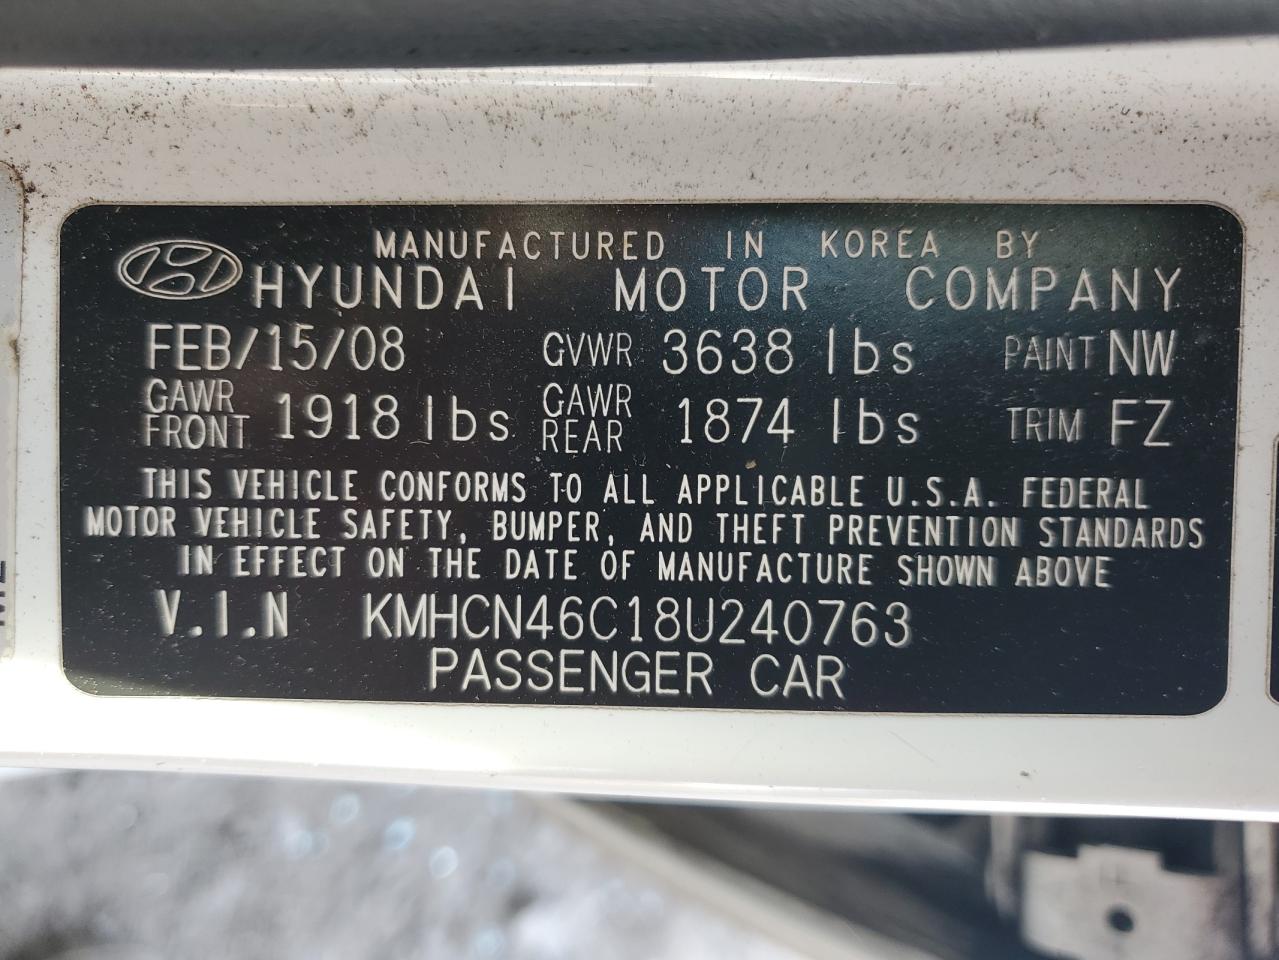 MANUFACTURED IN KOREA BY
HYUNDAI MOTOR COMPANY
FEB/15/08 GVWR 3638 lbs PAINT NW
GAWR FRONT 1918 lbs GAWR REAR 1874 lbs TRIM FZ
THIS VEHICLE CONFORMS TO ALL APPLICABLE U.S.A. FEDERAL
MOTOR VEHICLE SAFETY, BUMPER, AND THEFT PREVENTION STANDARDS
IN EFFECT ON THE DATE OF MANUFACTURE SHOWN ABOVE
V.I.N KMHCN46C18U240763
PASSENGER CAR